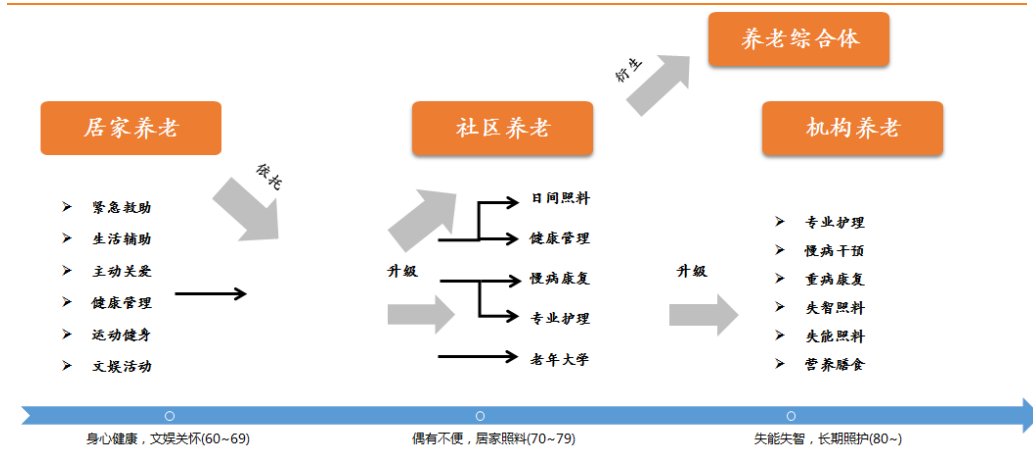 养老综合体
衍生
居家养老
社区养老
机构养老
依托
紧急救助
生活辅助
主动关爱
健康管理
运动健身
文娱活动
升级
日间照料
健康管理
慢病康复
专业护理
老年大学
升级
专业护理
慢病干预
重病康复
失智照料
失能照料
营养膳食
身心健康，文娱关怀(60~69)
偶有不便，居家照料(70~79)
失能失智，长期照护(80~)